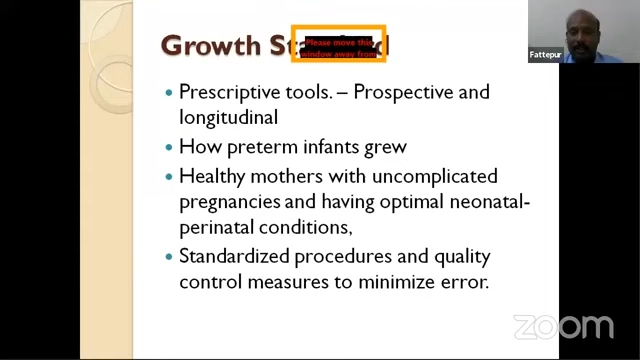 Growth Sta d
Please move this
window away from
Fattepur
• Prescriptive tools. – Prospective and
longitudinal
• How preterm infants grew
• Healthy mothers with uncomplicated
pregnancies and having optimal neonatal-
perinatal conditions,
• Standardized procedures and quality
control measures to minimize error.
zoom